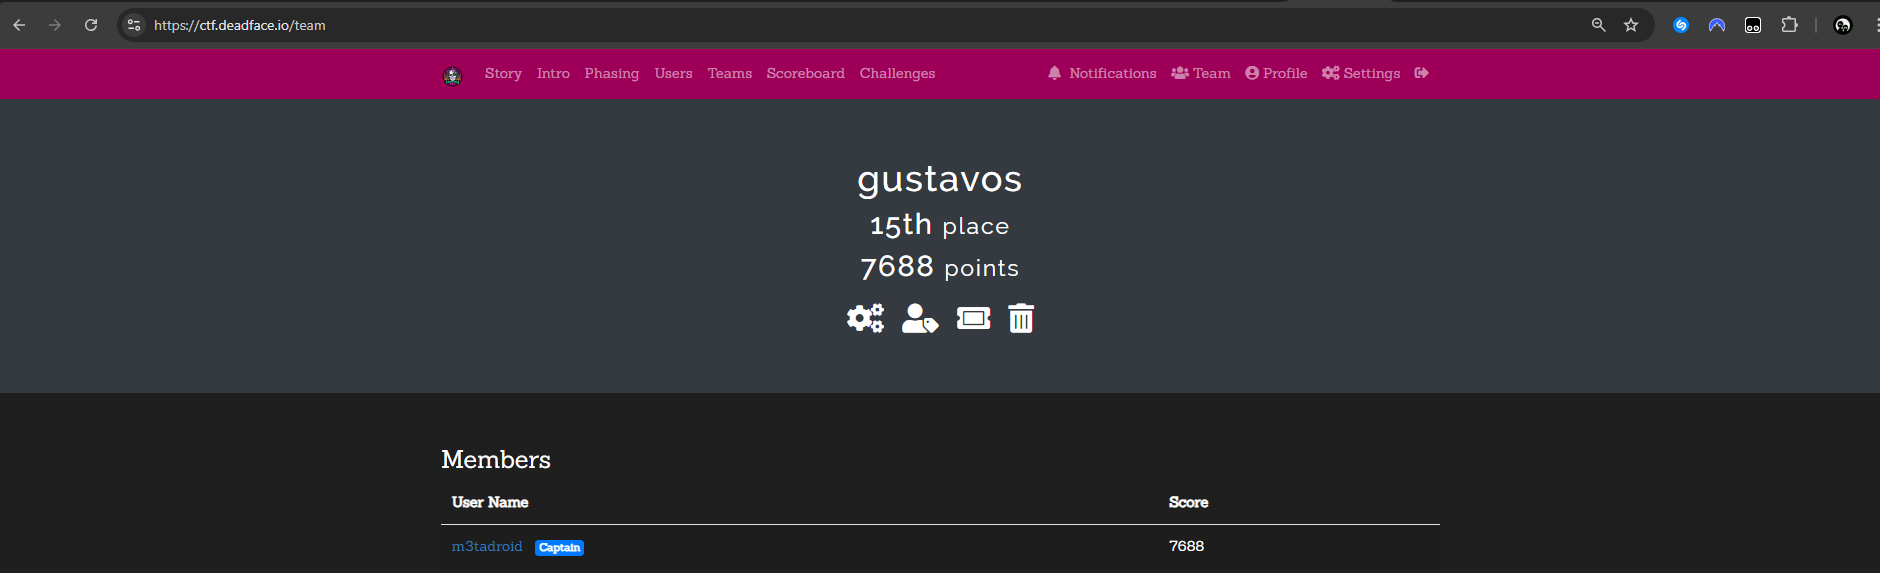 https://ctf.deadface.io/team
Story Intro Phasing Users Teams Scoreboard Challenges Notifications Team Profile Settings
gustavos
15th place
7688 points
Members
User Name Score
m3tadroid Captain 7688